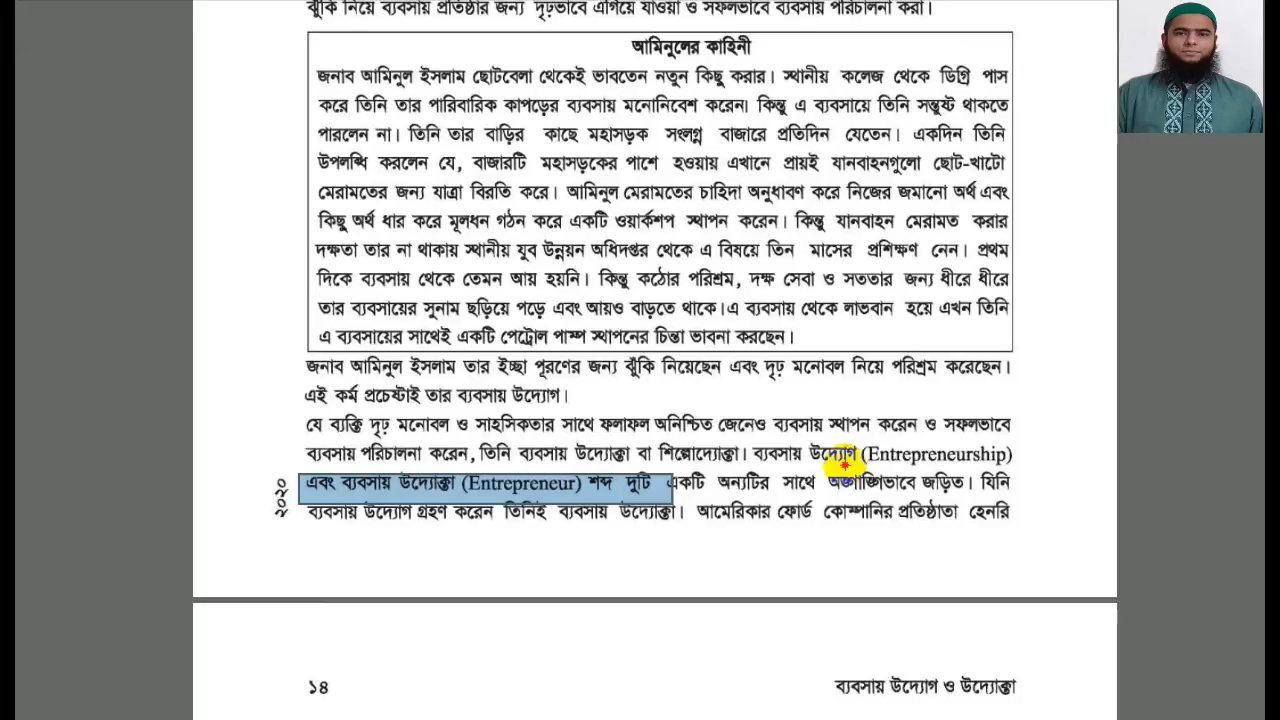 ঝুঁকি নিয়ে ব্যবসায় প্রতিষ্ঠার জন্য দৃঢ়ভাবে এগিয়ে যাওয়া ও সফলভাবে ব্যবসায় পরিচালনা করা।
আমিনুলের কাহিনী
জনাব আমিনুল ইসলাম ছোটবেলা থেকেই ভাবতেন নতুন কিছু করার। স্থানীয় কলেজ থেকে ডিগ্রি পাস
করে তিনি তার পারিবারিক কাপড়ের ব্যবসায় মনোনিবেশ করেন। কিন্তু এ ব্যবসায়ে তিনি সন্তুষ্ট থাকতে
পারলেন না। তিনি তার বাড়ির কাছে মহাসড়ক সংলগ্ন বাজারে প্রতিদিন যেতেন। একদিন তিনি
উপলব্ধি করলেন যে, বাজারটি মহাসড়কের পাশে হওয়ায় এখানে প্রায়ই যানবাহনগুলো ছোট-খাটো
মেরামতের জন্য যাত্রা বিরতি করে। আমিনুল মেরামতের চাহিদা অনুধাবণ করে নিজের জমানো অর্থ এবং
কিছু অর্থ ধার করে মূলধন গঠন করে একটি ওয়ার্কশপ স্থাপন করেন। কিন্তু যানবাহন মেরামত করার
দক্ষতা তার না থাকায় স্থানীয় যুব উন্নয়ন অধিদপ্তর থেকে এ বিষয়ে তিন মাসের প্রশিক্ষণ নেন। প্রথম
দিকে ব্যবসায় থেকে তেমন আয় হয়নি। কিন্তু কঠোর পরিশ্রম, দক্ষ সেবা ও সততার জন্য ধীরে ধীরে
তার ব্যবসায়ের সুনাম ছড়িয়ে পড়ে এবং আয়ও বাড়তে থাকে।এ ব্যবসায় থেকে লাভবান হয়ে এখন তিনি
এ ব্যবসায়ের সাথেই একটি পেট্রোল পাম্প স্থাপনের চিন্তা ভাবনা করছেন।
জনাব আমিনুল ইসলাম তার ইচ্ছা পূরণের জন্য ঝুঁকি নিয়েছেন এবং দৃঢ় মনোবল নিয়ে পরিশ্রম করেছেন।
এই কর্ম প্রচেষ্টাই তার ব্যবসায় উদ্যোগ।
যে ব্যক্তি দৃঢ় মনোবল ও সাহসিকতার সাথে ফলাফল অনিশ্চিত জেনেও ব্যবসায় স্থাপন করেন ও সফলভাবে
ব্যবসায় পরিচালনা করেন, তিনি ব্যবসায় উদ্যোক্তা বা শিল্পোদ্যোক্তা। ব্যবসায় উদ্যোগ (Entrepreneurship)
এবং ব্যবসায় উদ্যোক্তা (Entrepreneur) শব্দ দুটি একটি অন্যটির সাথে অঙ্গাঙ্গিভাবে জড়িত। যিনি
ব্যবসায় উদ্যোগ গ্রহণ করেন তিনিই ব্যবসায় উদ্যোক্তা। আমেরিকার ফোর্ড কোম্পানির প্রতিষ্ঠাতা হেনরি
২০২০
১৪
ব্যবসায় উদ্যোগ ও উদ্যোক্তা